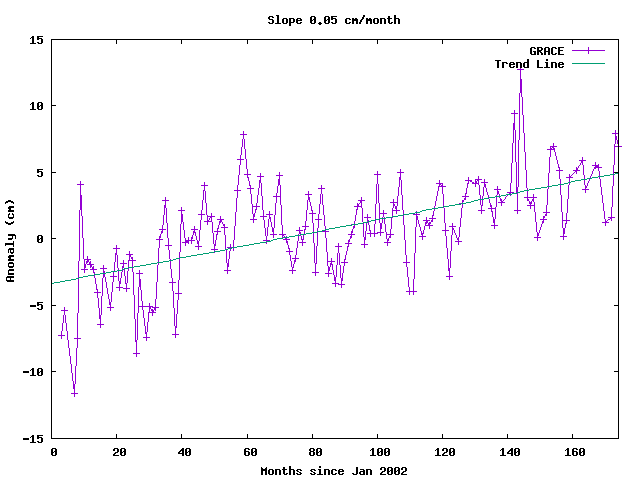 Slope 0.05 cm/month
GRACE
Trend Line
Anomaly (cm)
15
10
5
0
-5
-10
-15
0 20 40 60 80 100 120 140 160
Months since Jan 2002